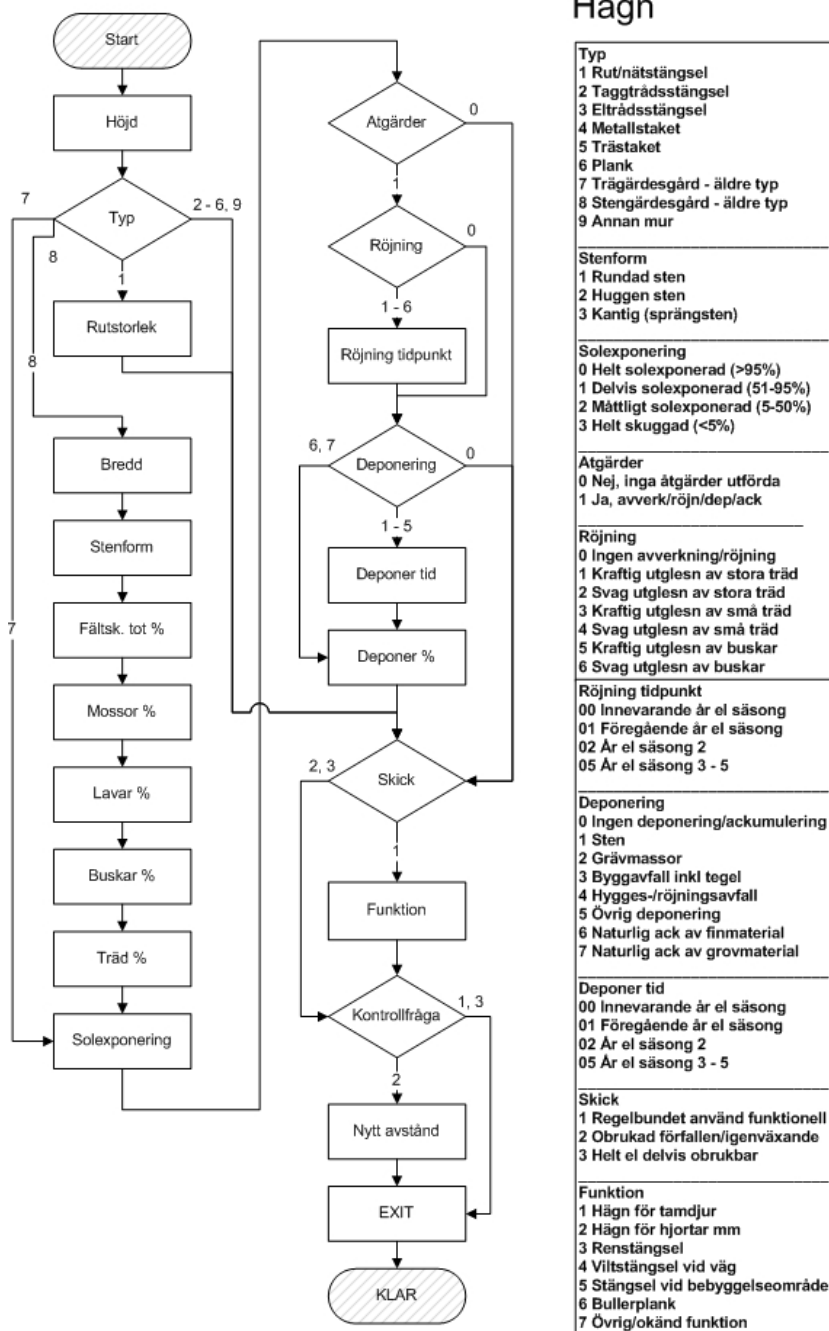 Hägn
Start
Höjd
Typ
7
2 - 6, 9
8
1
Rutstorlek
8
Bredd
Stenform
Fältsk. tot %
7
Mossor %
Lavar %
Buskar %
Träd %
Solexponering
Atgärder
0
1
Röjning
0
1 - 6
Röjning tidpunkt
Deponering
6, 7
0
1 - 5
Deponer tid
Deponer %
Skick
2, 3
1
Funktion
Kontrollfråga
1, 3
2
Nytt avstånd
EXIT
KLAR
Typ
1 Rut/nätstängsel
2 Taggtrådsstängsel
3 Eltrådsstängsel
4 Metallstaket
5 Trästaket
6 Plank
7 Trägärdesgård - äldre typ
8 Stengärdesgård - äldre typ
9 Annan mur
Stenform
1 Rundad sten
2 Huggen sten
3 Kantig (sprängsten)
Solexponering
0 Helt solexponerad (>95%)
1 Delvis solexponerad (51-95%)
2 Måttligt solexponerad (5-50%)
3 Helt skuggad (<5%)
Atgärder
0 Nej, inga åtgärder utförda
1 Ja, avverk/röjn/dep/ack
Röjning
0 Ingen avverkning/röjning
1 Kraftig utglesn av stora träd
2 Svag utglesn av stora träd
3 Kraftig utglesn av små träd
4 Svag utglesn av små träd
5 Kraftig utglesn av buskar
6 Svag utglesn av buskar
Röjning tidpunkt
00 Innevarande år el säsong
01 Föregående år el säsong
02 År el säsong 2
05 År el säsong 3 - 5
Deponering
0 Ingen deponering/ackumulering
1 Sten
2 Grävmassor
3 Byggavfall inkl tegel
4 Hygges-/röjningsavfall
5 Övrig deponering
6 Naturlig ack av finmaterial
7 Naturlig ack av grovmaterial
Deponer tid
00 Innevarande år el säsong
01 Föregående år el säsong
02 År el säsong 2
05 År el säsong 3 - 5
Skick
1 Regelbundet använd funktionell
2 Obrukad förfallen/igenväxande
3 Helt el delvis obrukbar
Funktion
1 Hägn för tamdjur
2 Hägn för hjortar mm
3 Renstängsel
4 Viltstängsel vid väg
5 Stängsel vid bebyggelseområde
6 Bullerplank
7 Övrig/okänd funktion